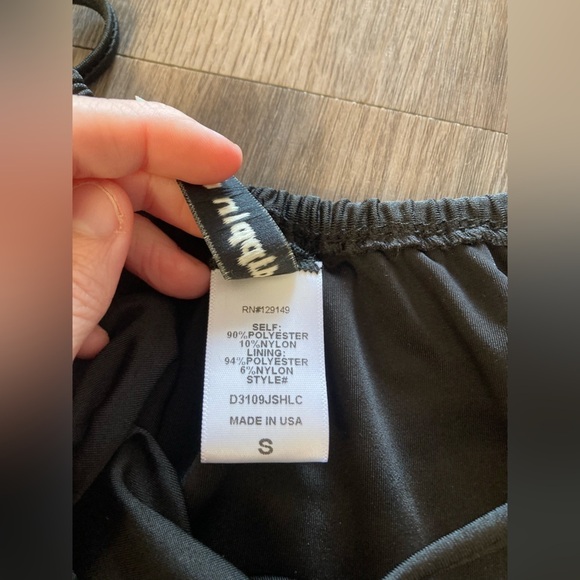 RN#129149
SELF:
90%POLYESTER
10%NYLON
LINING:
94%POLYESTER
6%NYLON
STYLE#
D3109JSHLC
MADE IN USA
S